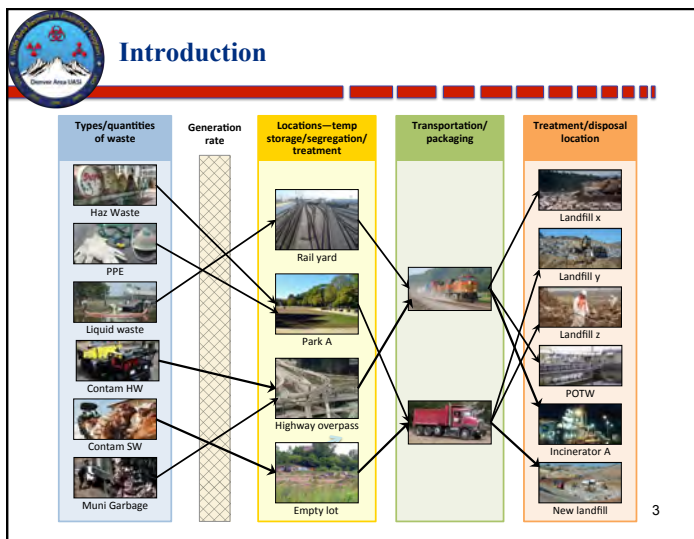 Denver Area UASI
Introduction
Types/quantities
of waste
Haz Waste
PPE
Liquid waste
Contam HW
Contam SW
Muni Garbage
Generation
rate
Locations—temp
storage/segregation/
treatment
Rail yard
Park A
Highway overpass
Empty lot
Transportation/
packaging
Treatment/disposal
location
Landfill x
Landfill y
Landfill z
POTW
Incinerator A
New landfill
3